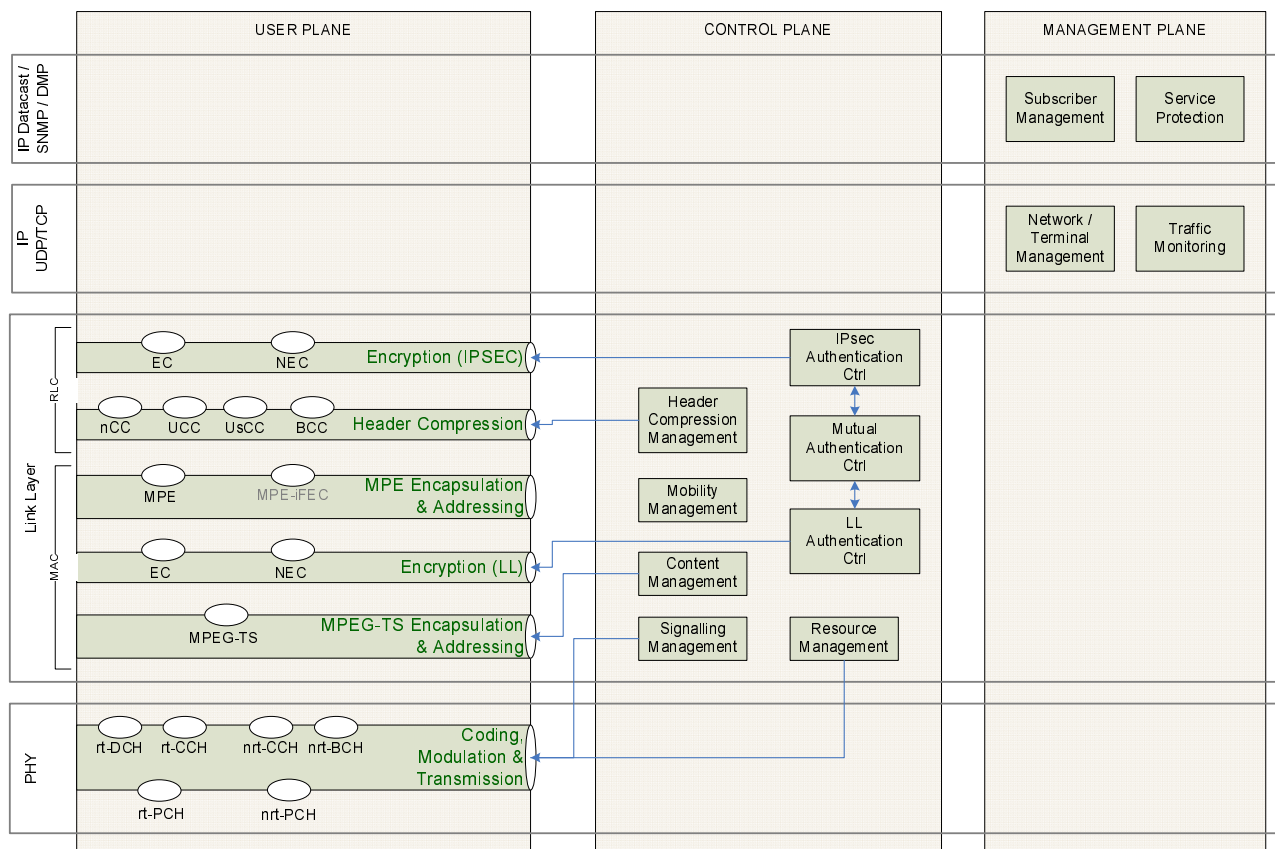 USER PLANE
CONTROL PLANE
MANAGEMENT PLANE
IP Datacast /
SNMP / DMP
Subscriber
Management
Service
Protection
IP
UDP/TCP
Network /
Terminal
Management
Traffic
Monitoring
Link Layer
RLC
EC
NEC
Encryption (IPSEC)
IPsec
Authentication
Ctrl
nCC
UCC
UsCC
BCC
Header Compression
Header
Compression
Management
Mutual
Authentication
Ctrl
MAC
MPE
MPE-iFEC
MPE Encapsulation
& Addressing
Mobility
Management
LL
Authentication
Ctrl
EC
NEC
Encryption (LL)
Content
Management
MPEG-TS
MPEG-TS Encapsulation
& Addressing
Signalling
Management
Resource
Management
PHY
rt-DCH
rt-CCH
nrt-CCH
nrt-BCH
Coding,
Modulation &
Transmission
rt-PCH
nrt-PCH